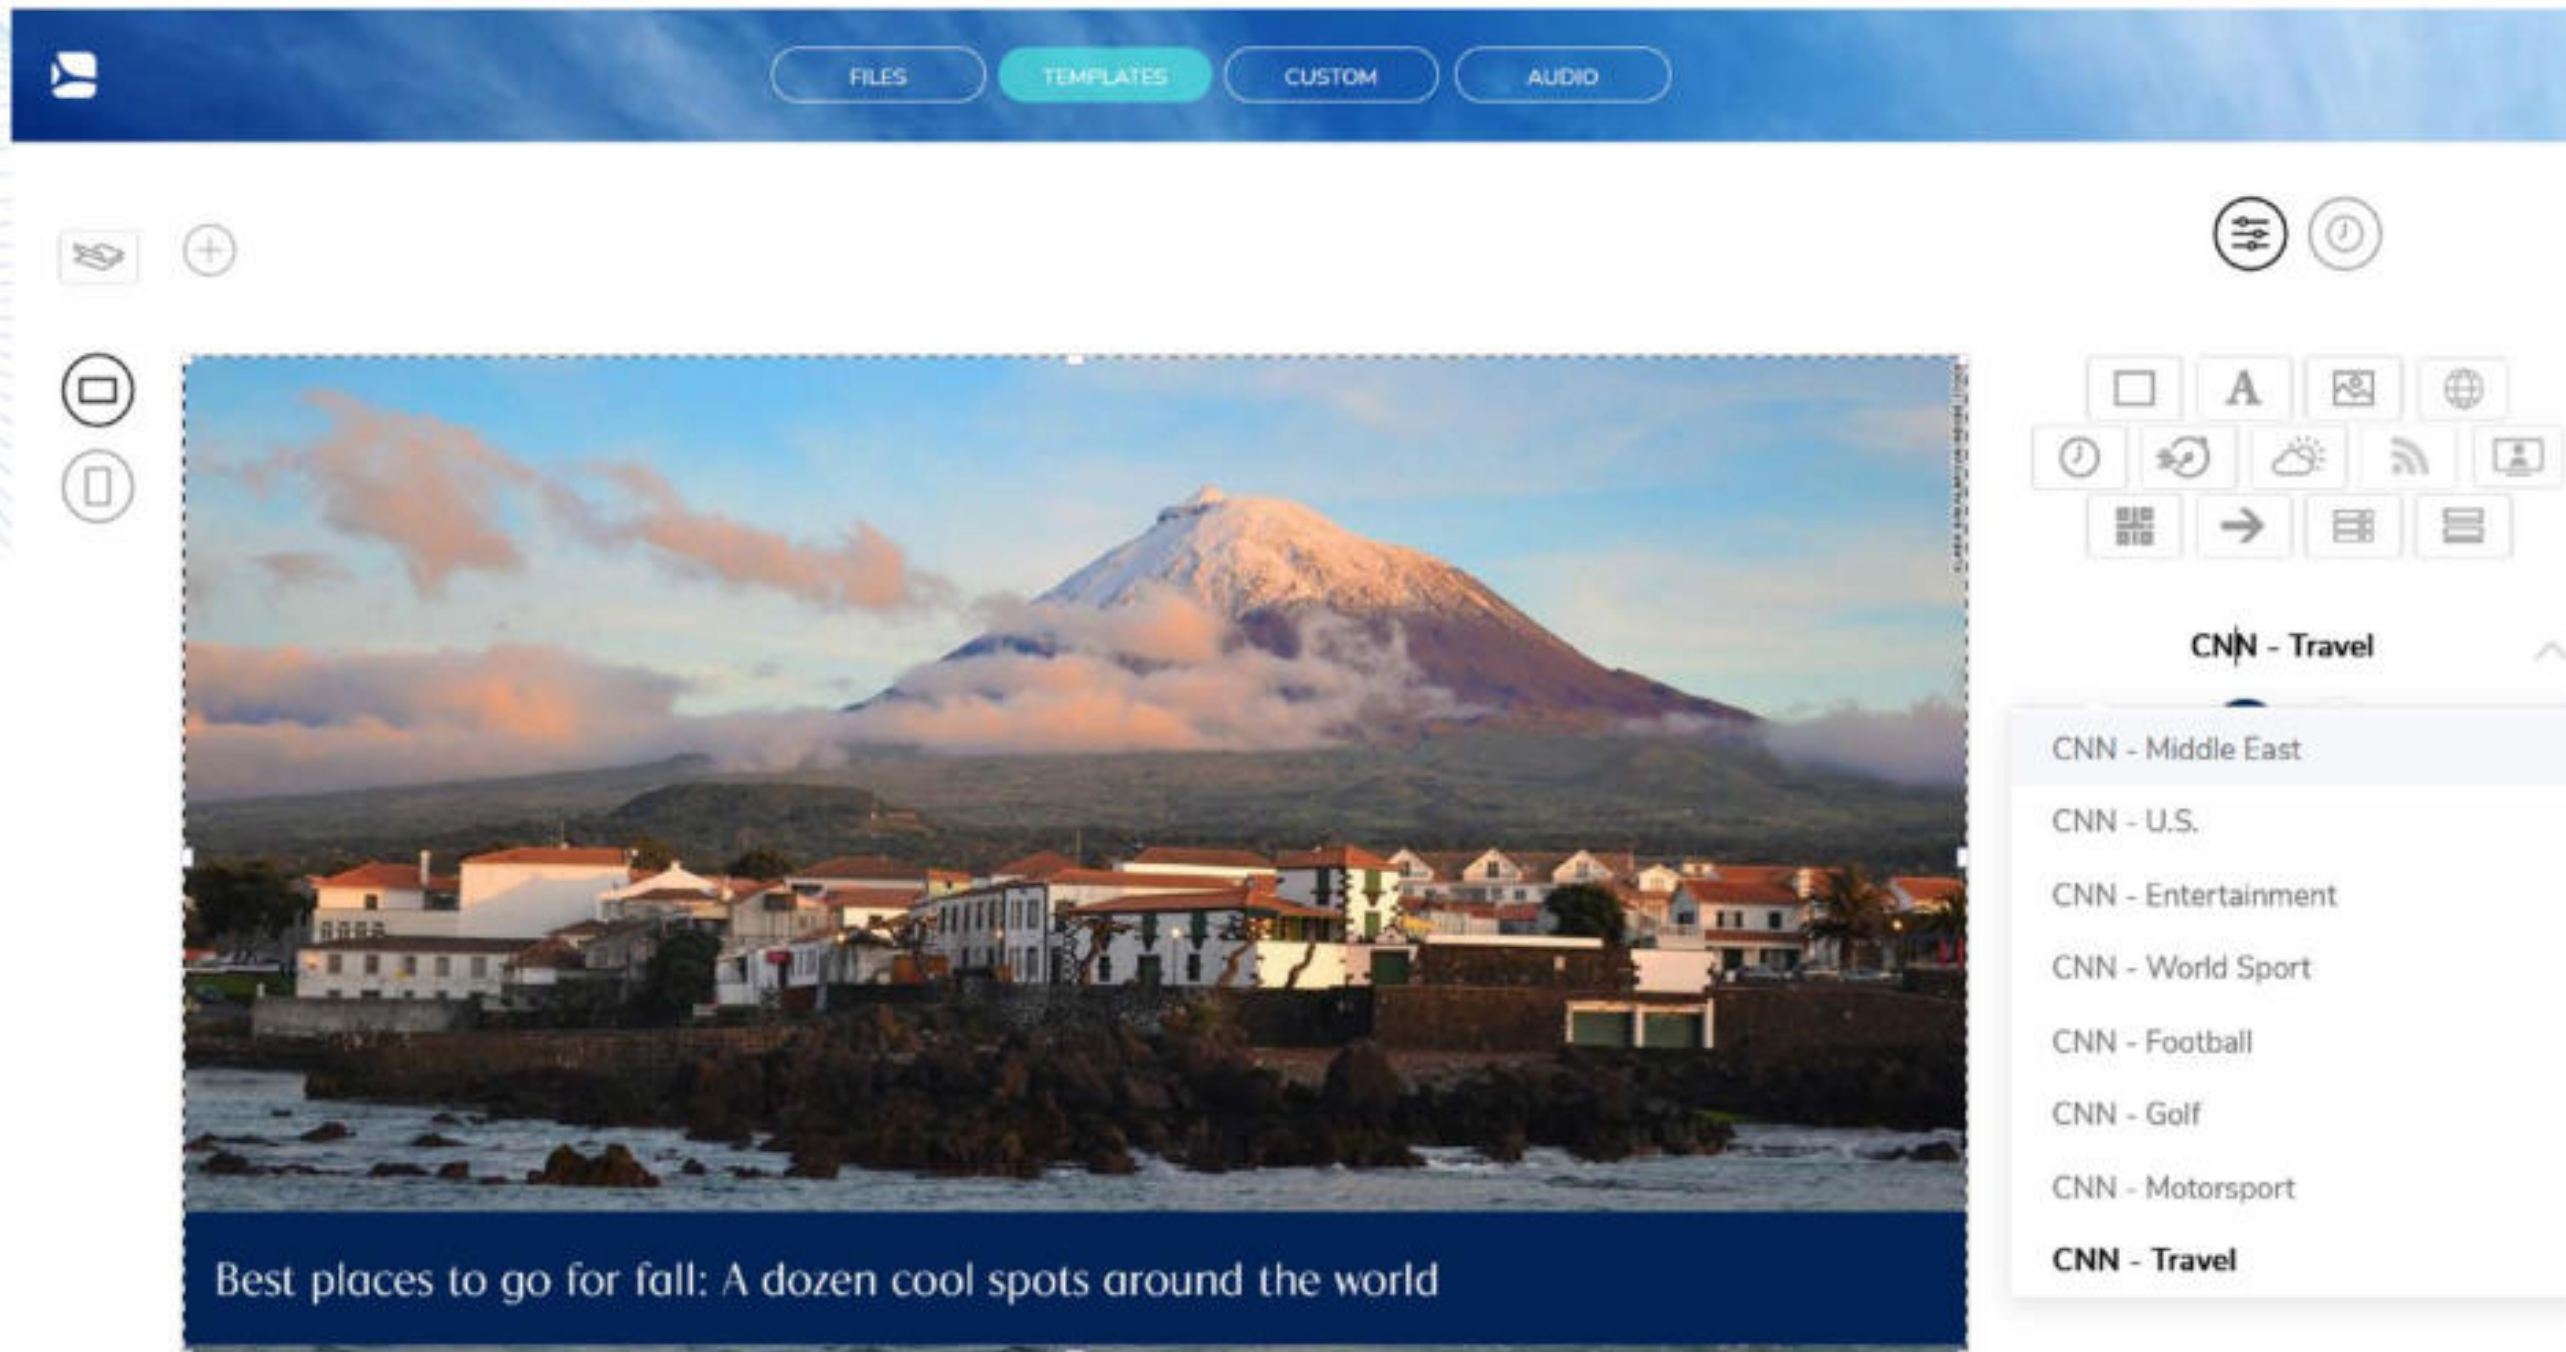 FILES
TEMPLATES
CUSTOM
AUDIO
A
CNN - Travel
CNN - Middle East
CNN - U.S.
CNN - Entertainment
CNN - World Sport
CNN - Football
CNN - Golf
CNN - Motorsport
CNN - Travel
Best places to go for fall: A dozen cool spots around the world